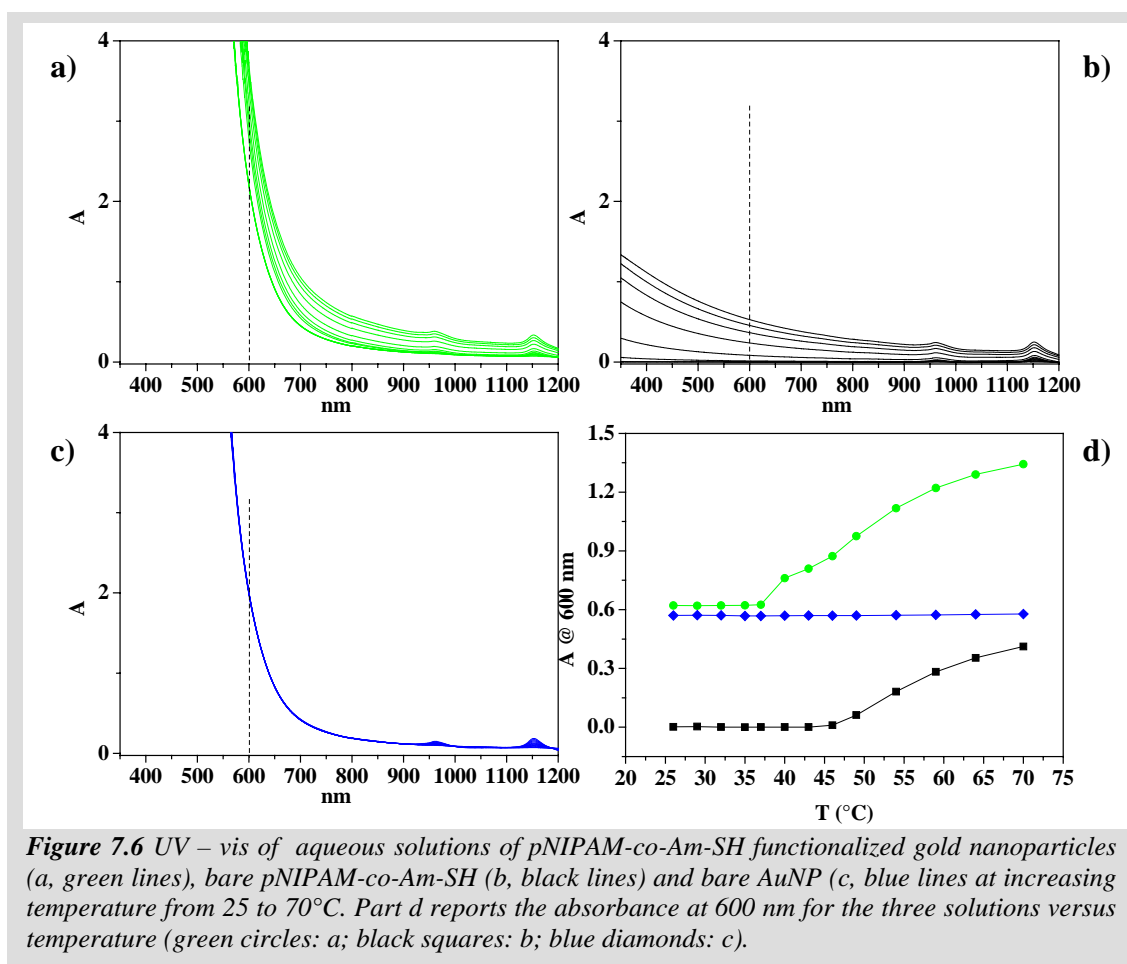 a)
4
2
0
A
400 500 600 700 800 900 1000 1100 1200
nm
b)
4
2
0
A
400 500 600 700 800 900 1000 1100 1200
nm
c)
4
2
0
A
400 500 600 700 800 900 1000 1100 1200
nm
d)
1.5
1.2
0.9
0.6
0.3
0.0
A @ 600 nm
20 25 30 35 40 45 50 55 60 65 70 75
T (°C)
Figure 7.6 UV – vis of aqueous solutions of pNIPAM-co-Am-SH functionalized gold nanoparticles
(a, green lines), bare pNIPAM-co-Am-SH (b, black lines) and bare AuNP (c, blue lines at increasing
temperature from 25 to 70°C. Part d reports the absorbance at 600 nm for the three solutions versus
temperature (green circles: a; black squares: b; blue diamonds: c).